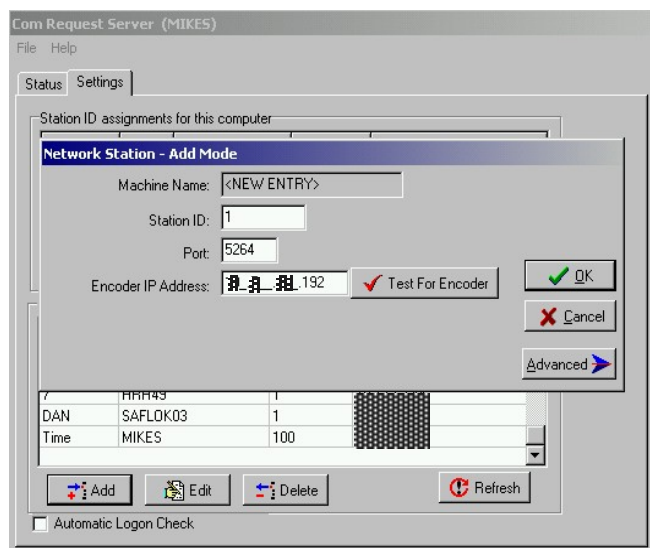 Com Request Server (MIKES)
File Help
Status Settings
Station ID assignments for this computer
Network Station - Add Mode
Machine Name: <NEW ENTRY>
Station ID: 1
Port: 5264
Encoder IP Address: .192 Test For Encoder
OK
Cancel
Advanced
7 HRH49 1
DAN SAFLOK03 1
Time MIKES 100
Add Edit Delete Refresh
Automatic Logon Check